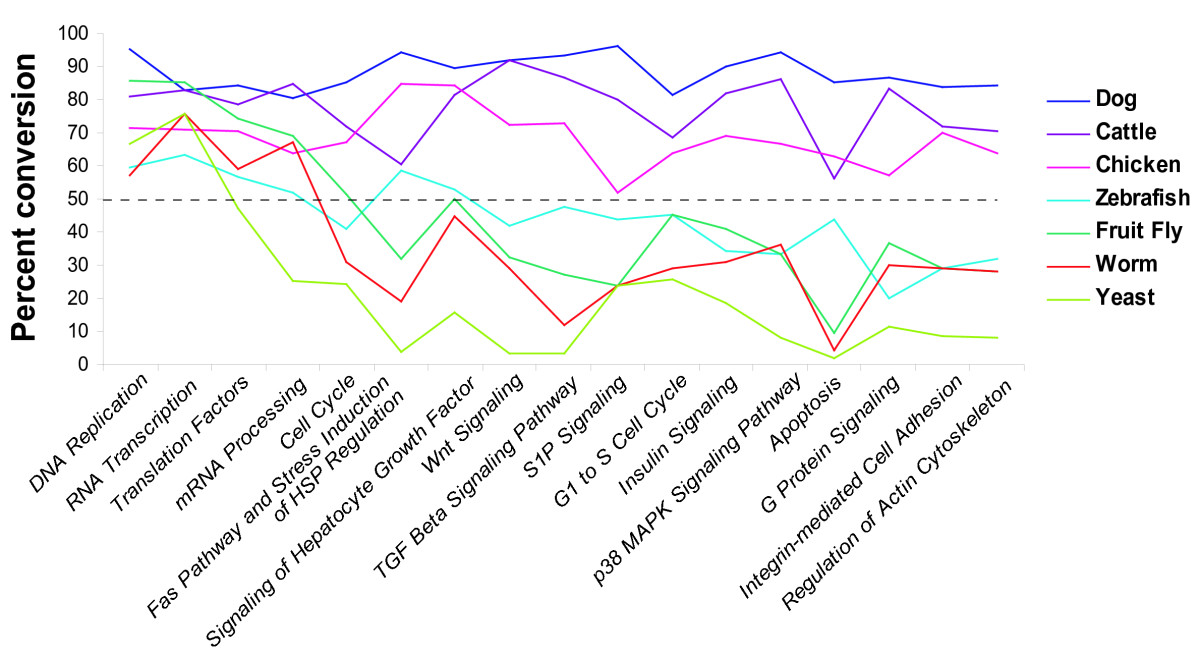 Percent conversion
100
90
80
70
60
50
40
30
20
10
0
DNA Replication
RNA Transcription
Translation Factors
mRNA Processing
Cell Cycle
Fas Pathway and Stress Induction
of HSP Regulation
Signaling of Hepatocyte Growth Factor
Wnt Signaling
TGF Beta Signaling Pathway
S1P Signaling
G1 to S Cell Cycle
Insulin Signaling
p38 MAPK Signaling Pathway
Apoptosis
G Protein Signaling
Integrin-mediated Cell Adhesion
Regulation of Actin Cytoskeleton
Dog
Cattle
Chicken
Zebrafish
Fruit Fly
Worm
Yeast